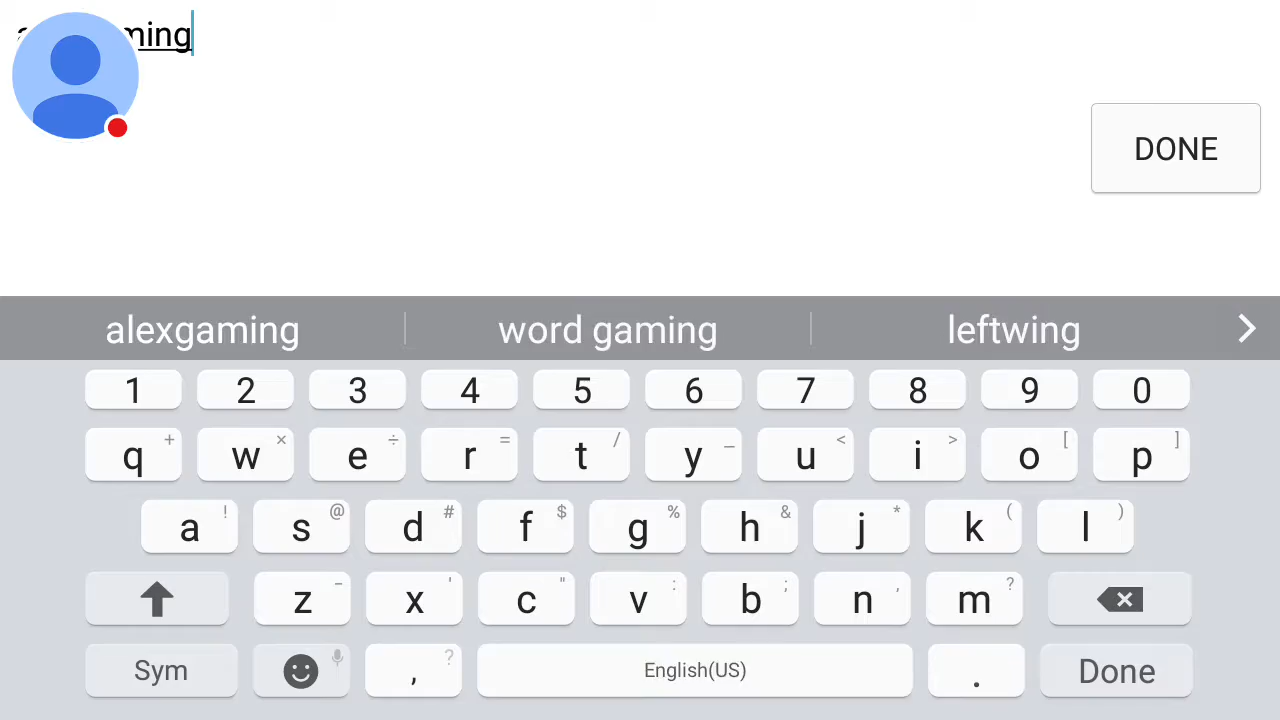 ming
DONE
alexgaming word gaming leftwing
1 2 3 4 5 6 7 8 9 0
q + w × e ÷ r = t / y _ u < i > o [ p ]
a ! s @ d # f $ g % h & j * k ( l )
z - x ' c " v : b ; n , m ?
Sym , ? English(US) . Done